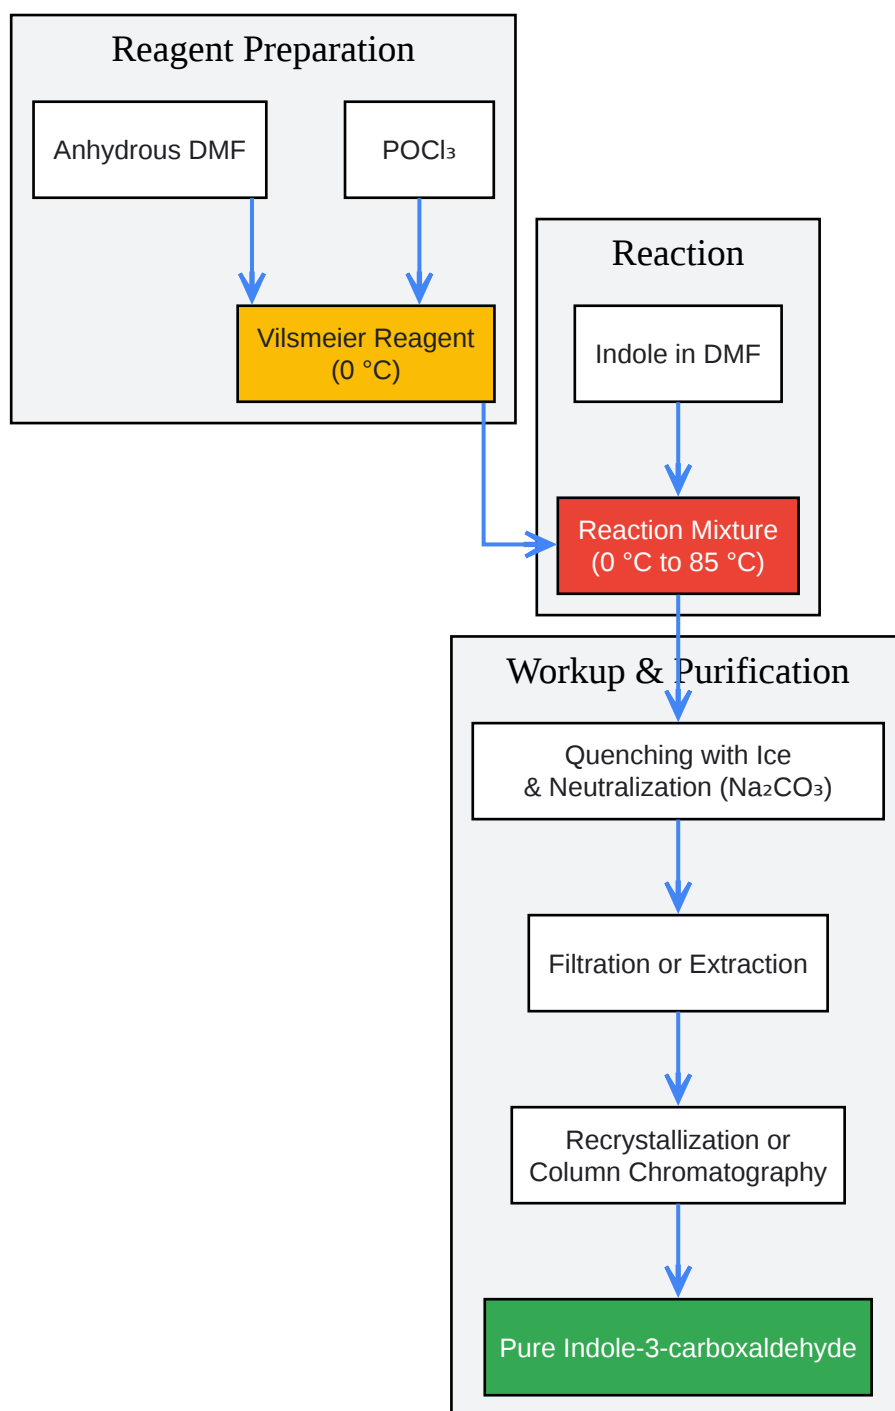 Reagent Preparation
Anhydrous DMF
POCl₃
Vilsmeier Reagent
(0 °C)
Reaction
Indole in DMF
Reaction Mixture
(0 °C to 85 °C)
Workup & Purification
Quenching with Ice
& Neutralization (Na₂CO₃)
Filtration or Extraction
Recrystallization or
Column Chromatography
Pure Indole-3-carboxaldehyde